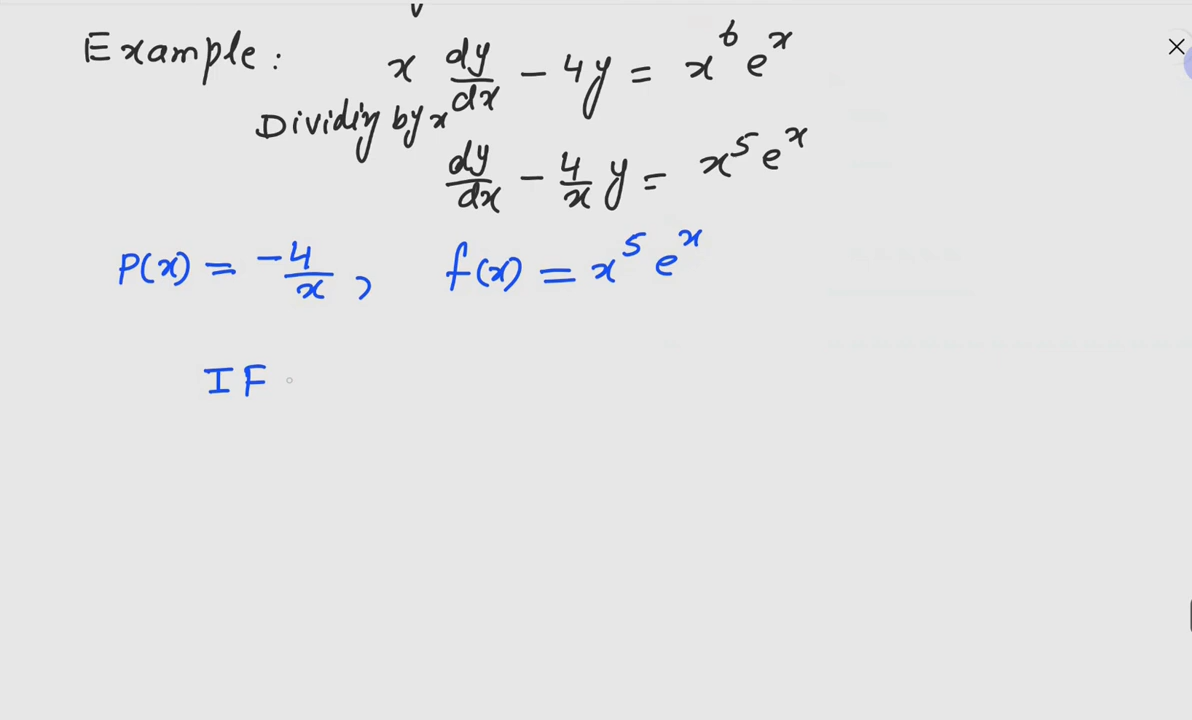 Example: x dy/dx - 4y = x^6 e^x
Dividing by x
dy/dx - 4/x y = x^5 e^x
P(x) = -4/x , f(x) = x^5 e^x
IF